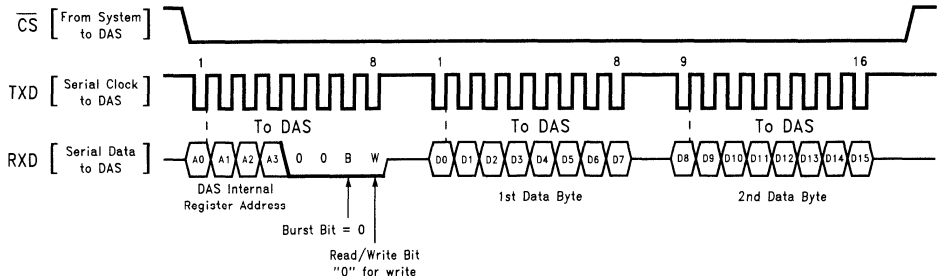 CS [ From System to DAS ]
1 8 1 8 9 16
TXD [ Serial Clock to DAS ]
To DAS To DAS To DAS
RXD [ Serial Data to DAS ]
A0 A1 A2 A3 0 0 B W D0 D1 D2 D3 D4 D5 D6 D7 D8 D9 D10 D11 D12 D13 D14 D15
DAS Internal
Register Address
1st Data Byte 2nd Data Byte
Burst Bit = 0
Read/Write Bit
"0" for write